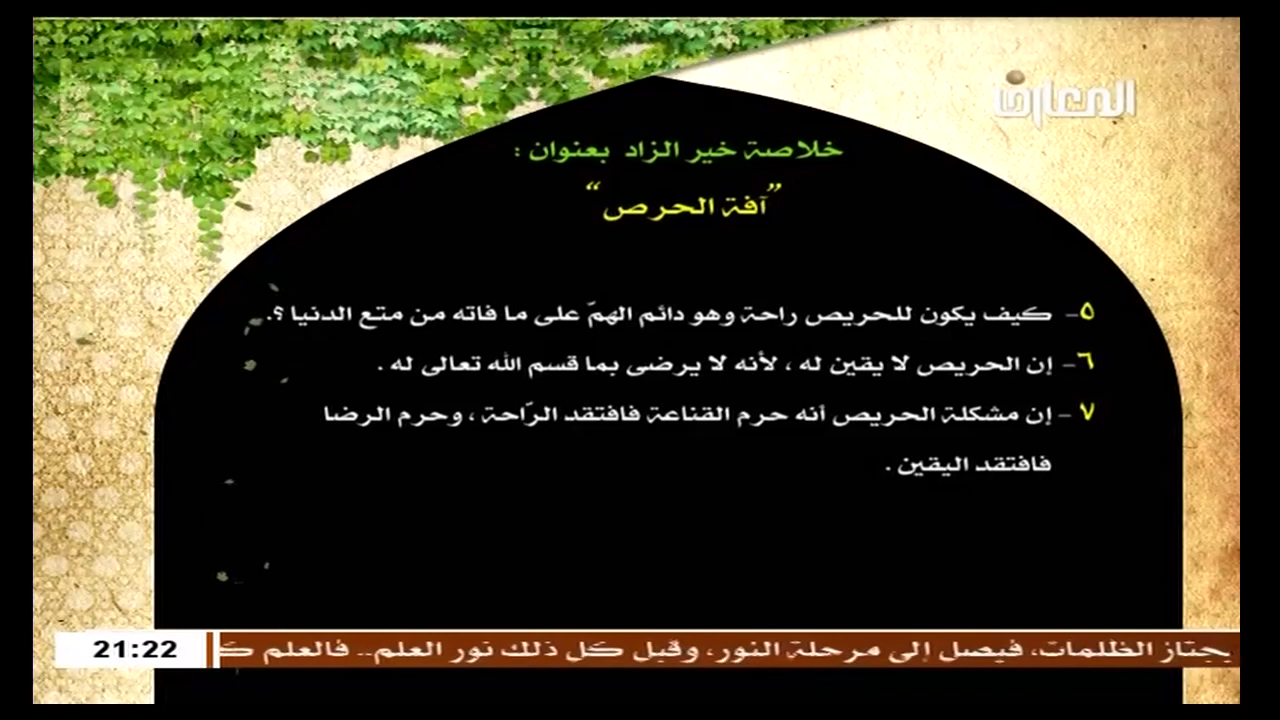 المعارف
خلاصة خير الزاد بعنوان :
”آفة الحرص“
٥- كيف يكون للحريص راحة وهو دائم الهمّ على ما فاته من متع الدنيا ؟.
٦- إن الحريص لا يقين له ، لأنه لا يرضى بما قسم الله تعالى له .
٧- إن مشكلة الحريص أنه حرم القناعة فافتقد الرّاحة ، وحرم الرضا
فافتقد اليقين .
يجتاز الظلمات، فيصل إلى مرحلة النور، وقبل كل ذلك نور العلم.. فالعلم
21:22